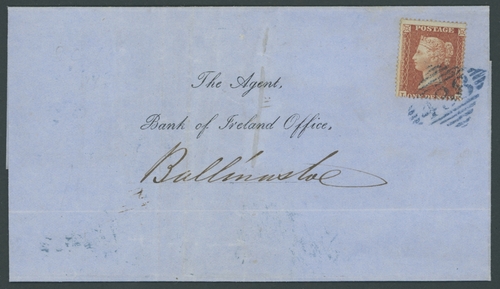 POSTAGE
The Agent,
Bank of Ireland Office,
Ballinasloe